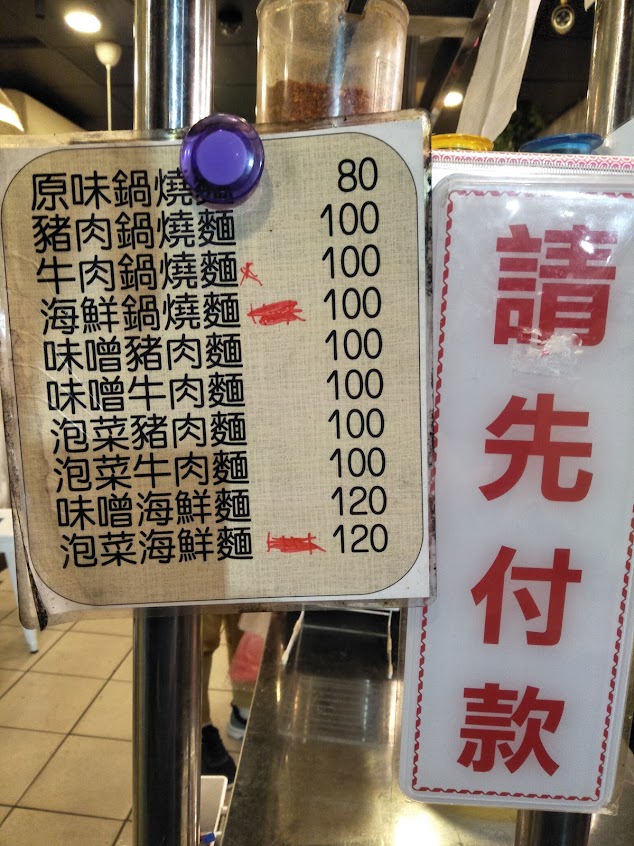 原味鍋燒麵 80
豬肉鍋燒麵 100
牛肉鍋燒麵 100
海鮮鍋燒麵 100
味噌豬肉麵 100
味噌牛肉麵 100
泡菜豬肉麵 100
泡菜牛肉麵 100
味噌海鮮麵 120
泡菜海鮮麵 120
請先付款